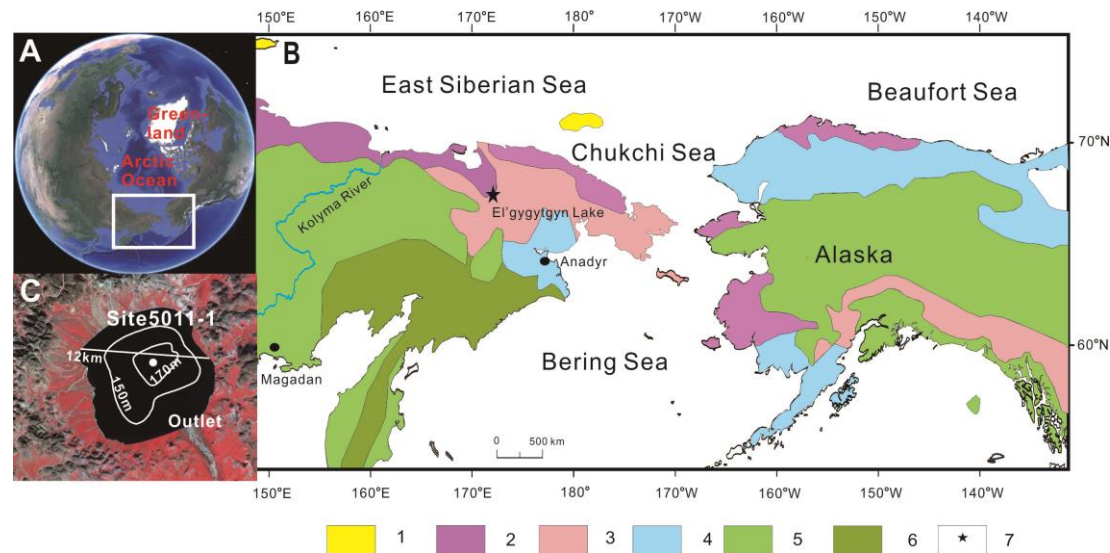 150°E 160°E 170°E 180° 170°W 160°W 150°W 140°W
A
Green-
land
Arctic
Ocean
B
East Siberian Sea
Beaufort Sea
Chukchi Sea
70°N
Kolyma River
El'gygytgyn Lake
Anadyr
Alaska
Bering Sea
60°N
Magadan
0 500 km
C
Site5011-1
12km
170m
150m
Outlet
150°E 160°E 170°E 180° 170°W 160°W 150°W 140°W
1 2 3 4 5 6 7